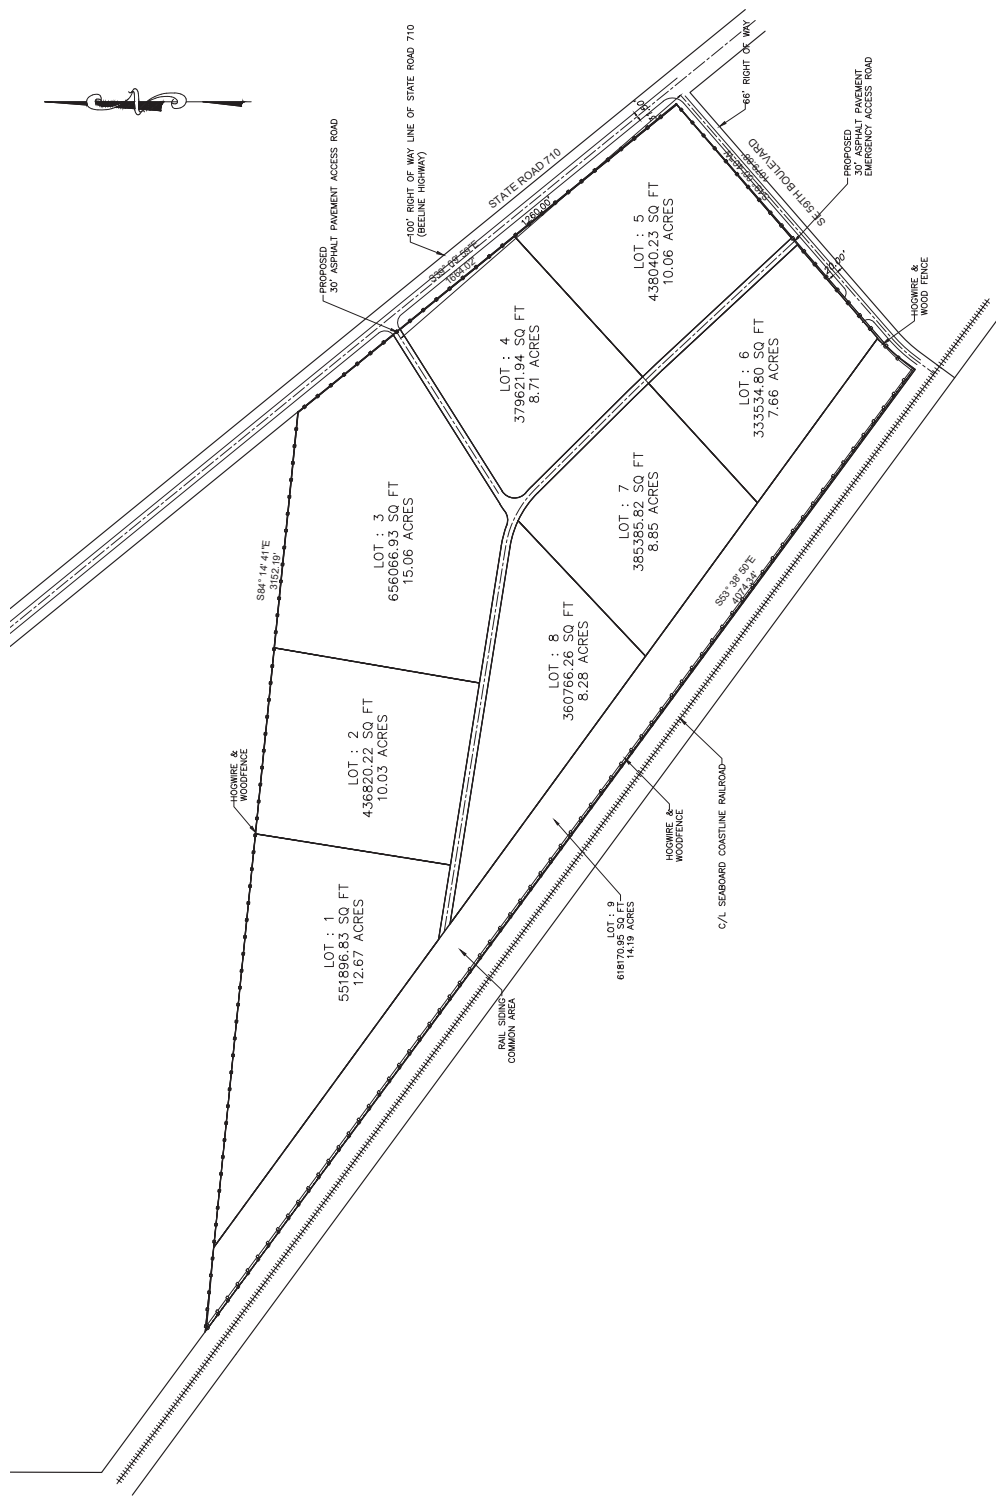 100' RIGHT OF WAY LINE OF STATE ROAD 710
(BEELINE HIGHWAY)
STATE ROAD 710
66' RIGHT OF WAY
PROPOSED
30' ASPHALT PAVEMENT ACCESS ROAD
PROPOSED
30' ASPHALT PAVEMENT
EMERGENCY ACCESS ROAD
SE 59TH BOULEVARD
1664.02'
1260.00'
HOGWIRE &
WOOD FENCE
LOT : 5
438040.23 SQ FT
10.06 ACRES
LOT : 4
379621.94 SQ FT
8.71 ACRES
LOT : 6
333534.80 SQ FT
7.66 ACRES
LOT : 3
656066.93 SQ FT
15.06 ACRES
LOT : 7
385385.82 SQ FT
8.85 ACRES
S84° 14' 41"E
3152.19'
S53° 38' 50"E
4074.34'
LOT : 8
360766.26 SQ FT
8.28 ACRES
LOT : 2
436820.22 SQ FT
10.03 ACRES
HOGWIRE &
WOODFENCE
HOGWIRE &
WOODFENCE
C/L SEABOARD COASTLINE RAILROAD
LOT : 1
551896.83 SQ FT
12.67 ACRES
LOT : 9
618170.95 SQ FT
14.19 ACRES
RAIL SIDING
COMMON AREA